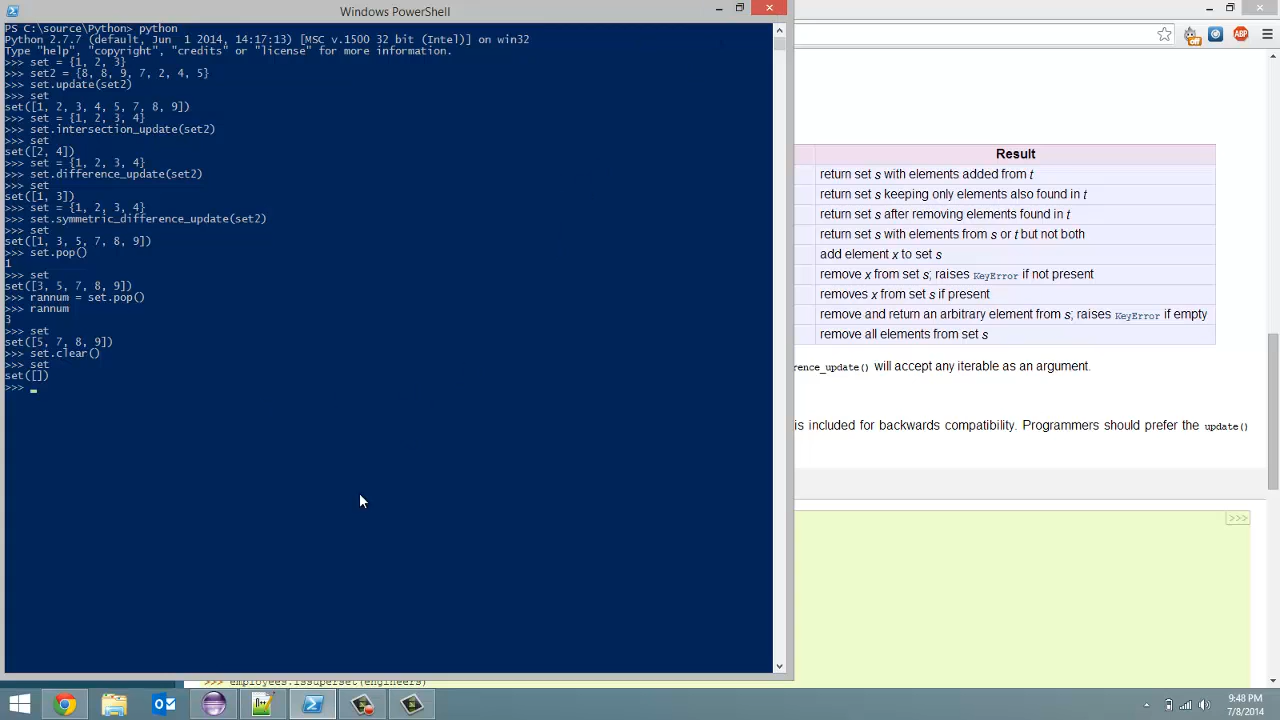 Windows PowerShell
PS C:\source\Python> python
Python 2.7.7 (default, Jun  1 2014, 14:17:13) [MSC v.1500 32 bit (Intel)] on win32
Type "help", "copyright", "credits" or "license" for more information.
>>> set = {1, 2, 3}
>>> set2 = {8, 8, 9, 7, 2, 4, 5}
>>> set.update(set2)
>>> set
set([1, 2, 3, 4, 5, 7, 8, 9])
>>> set = {1, 2, 3, 4}
>>> set.intersection_update(set2)
>>> set
set([2, 4])
>>> set = {1, 2, 3, 4}
>>> set.difference_update(set2)
>>> set
set([1, 3])
>>> set = {1, 2, 3, 4}
>>> set.symmetric_difference_update(set2)
>>> set
set([1, 3, 5, 7, 8, 9])
>>> set.pop()
1
>>> set
set([3, 5, 7, 8, 9])
>>> rannum = set.pop()
>>> rannum
3
>>> set
set([5, 7, 8, 9])
>>> set.clear()
>>> set
set([])
>>>
off
ABP
Result
return set s with elements added from t
return set s keeping only elements also found in t
return set s after removing elements found in t
return set s with elements from s or t but not both
add element x to set s
remove x from set s; raises KeyError if not present
removes x from set s if present
remove and return an arbitrary element from s; raises KeyError if empty
remove all elements from set s
rence_update() will accept any iterable as an argument.
is included for backwards compatibility. Programmers should prefer the update()
>>>
>>> employees.issuperset(engineers)
9:48 PM
7/8/2014